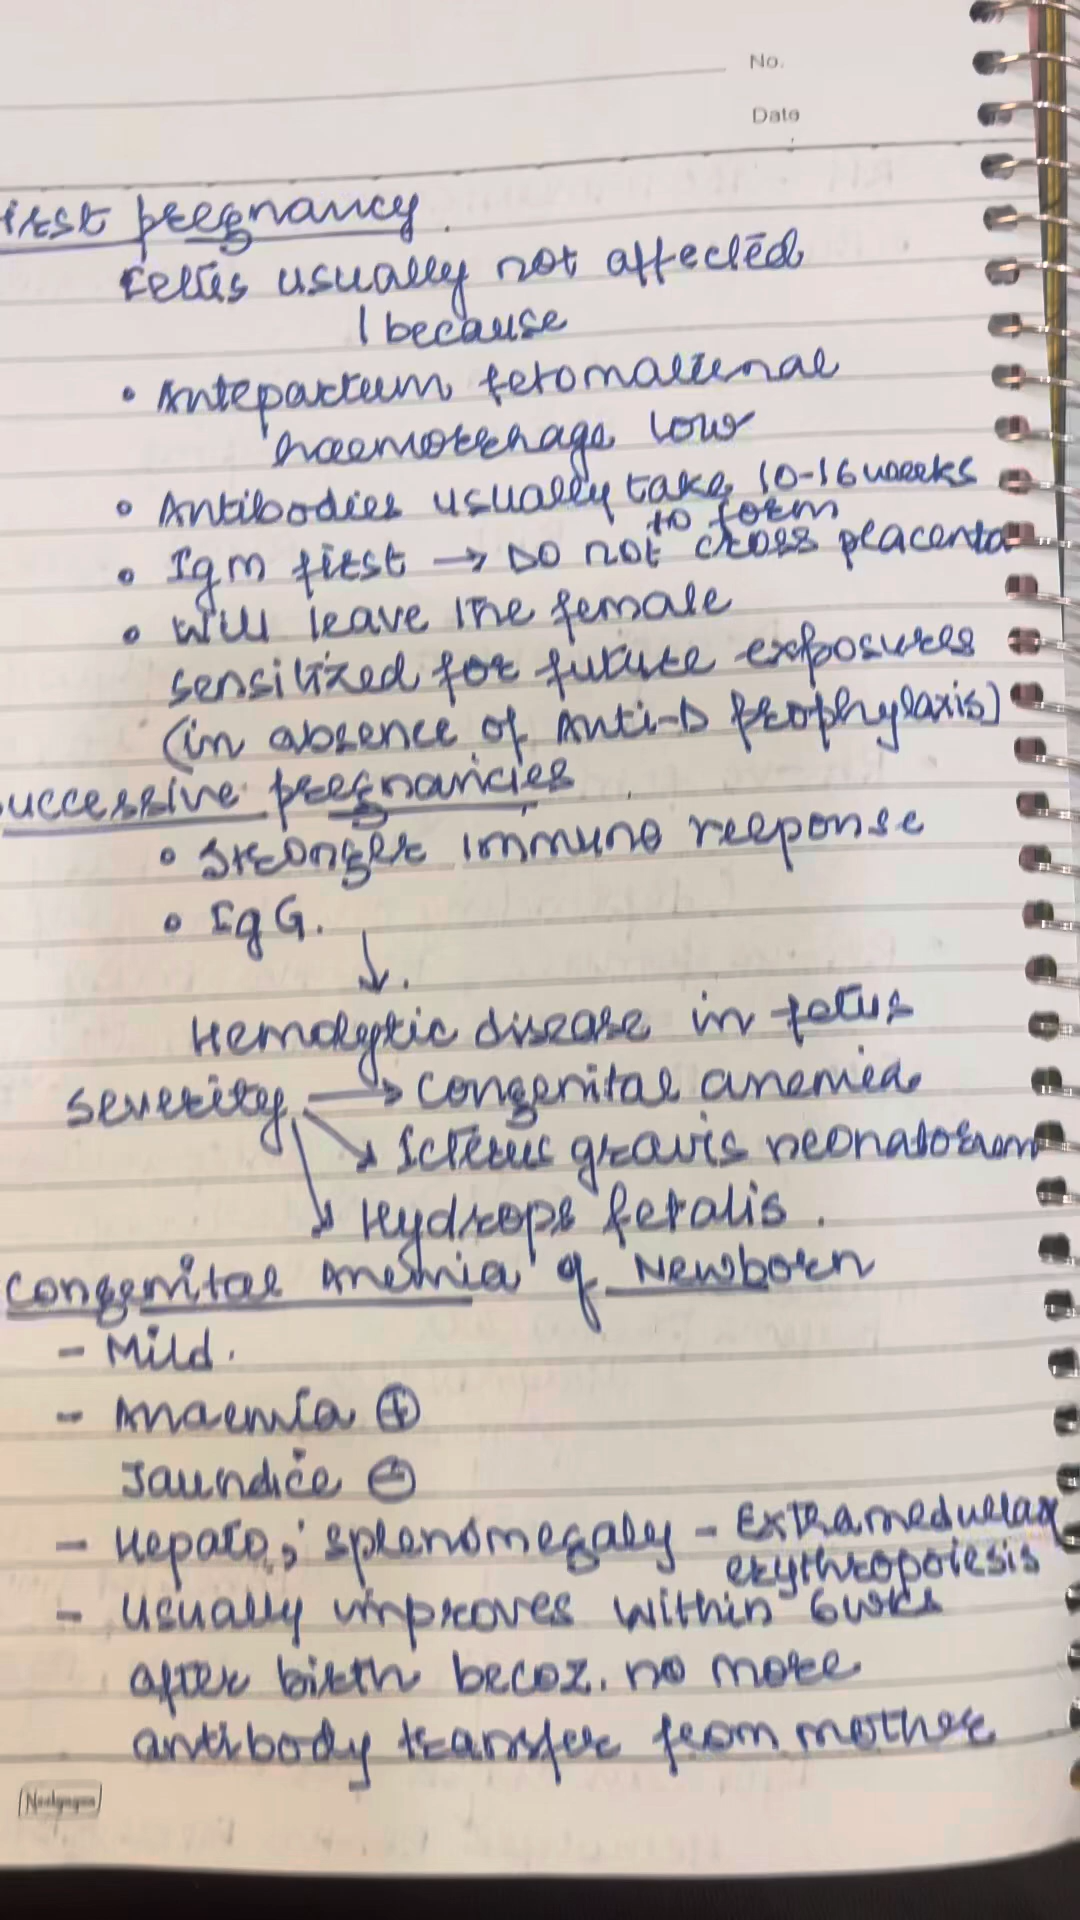 No.
Date
irst pregnancy.
Fetus usually not affected
because
• Antepartum fetomaternal
haemorrhage low
• Antibodies usually take 10-16 weeks
to form
• IgM first → Do not cross placenta
• Will leave the female
sensitized for future exposures
(in absence of Anti-D prophylaxis)
uccessive pregnancies
• Stronger immune response
• IgG.
↓
Hemolytic disease in fetus
Severity → Congenital anemia
→ Icterus gravis neonatorum
→ Hydrops fetalis.
Congenital Anemia of Newborn
- Mild.
- Anaemia ⊕
Jaundice ⊖
- Hepato, splenomegaly - Extramedullary
erythropoiesis
- Usually improves within 6wks
after birth becoz. no more
antibody transfer from mother